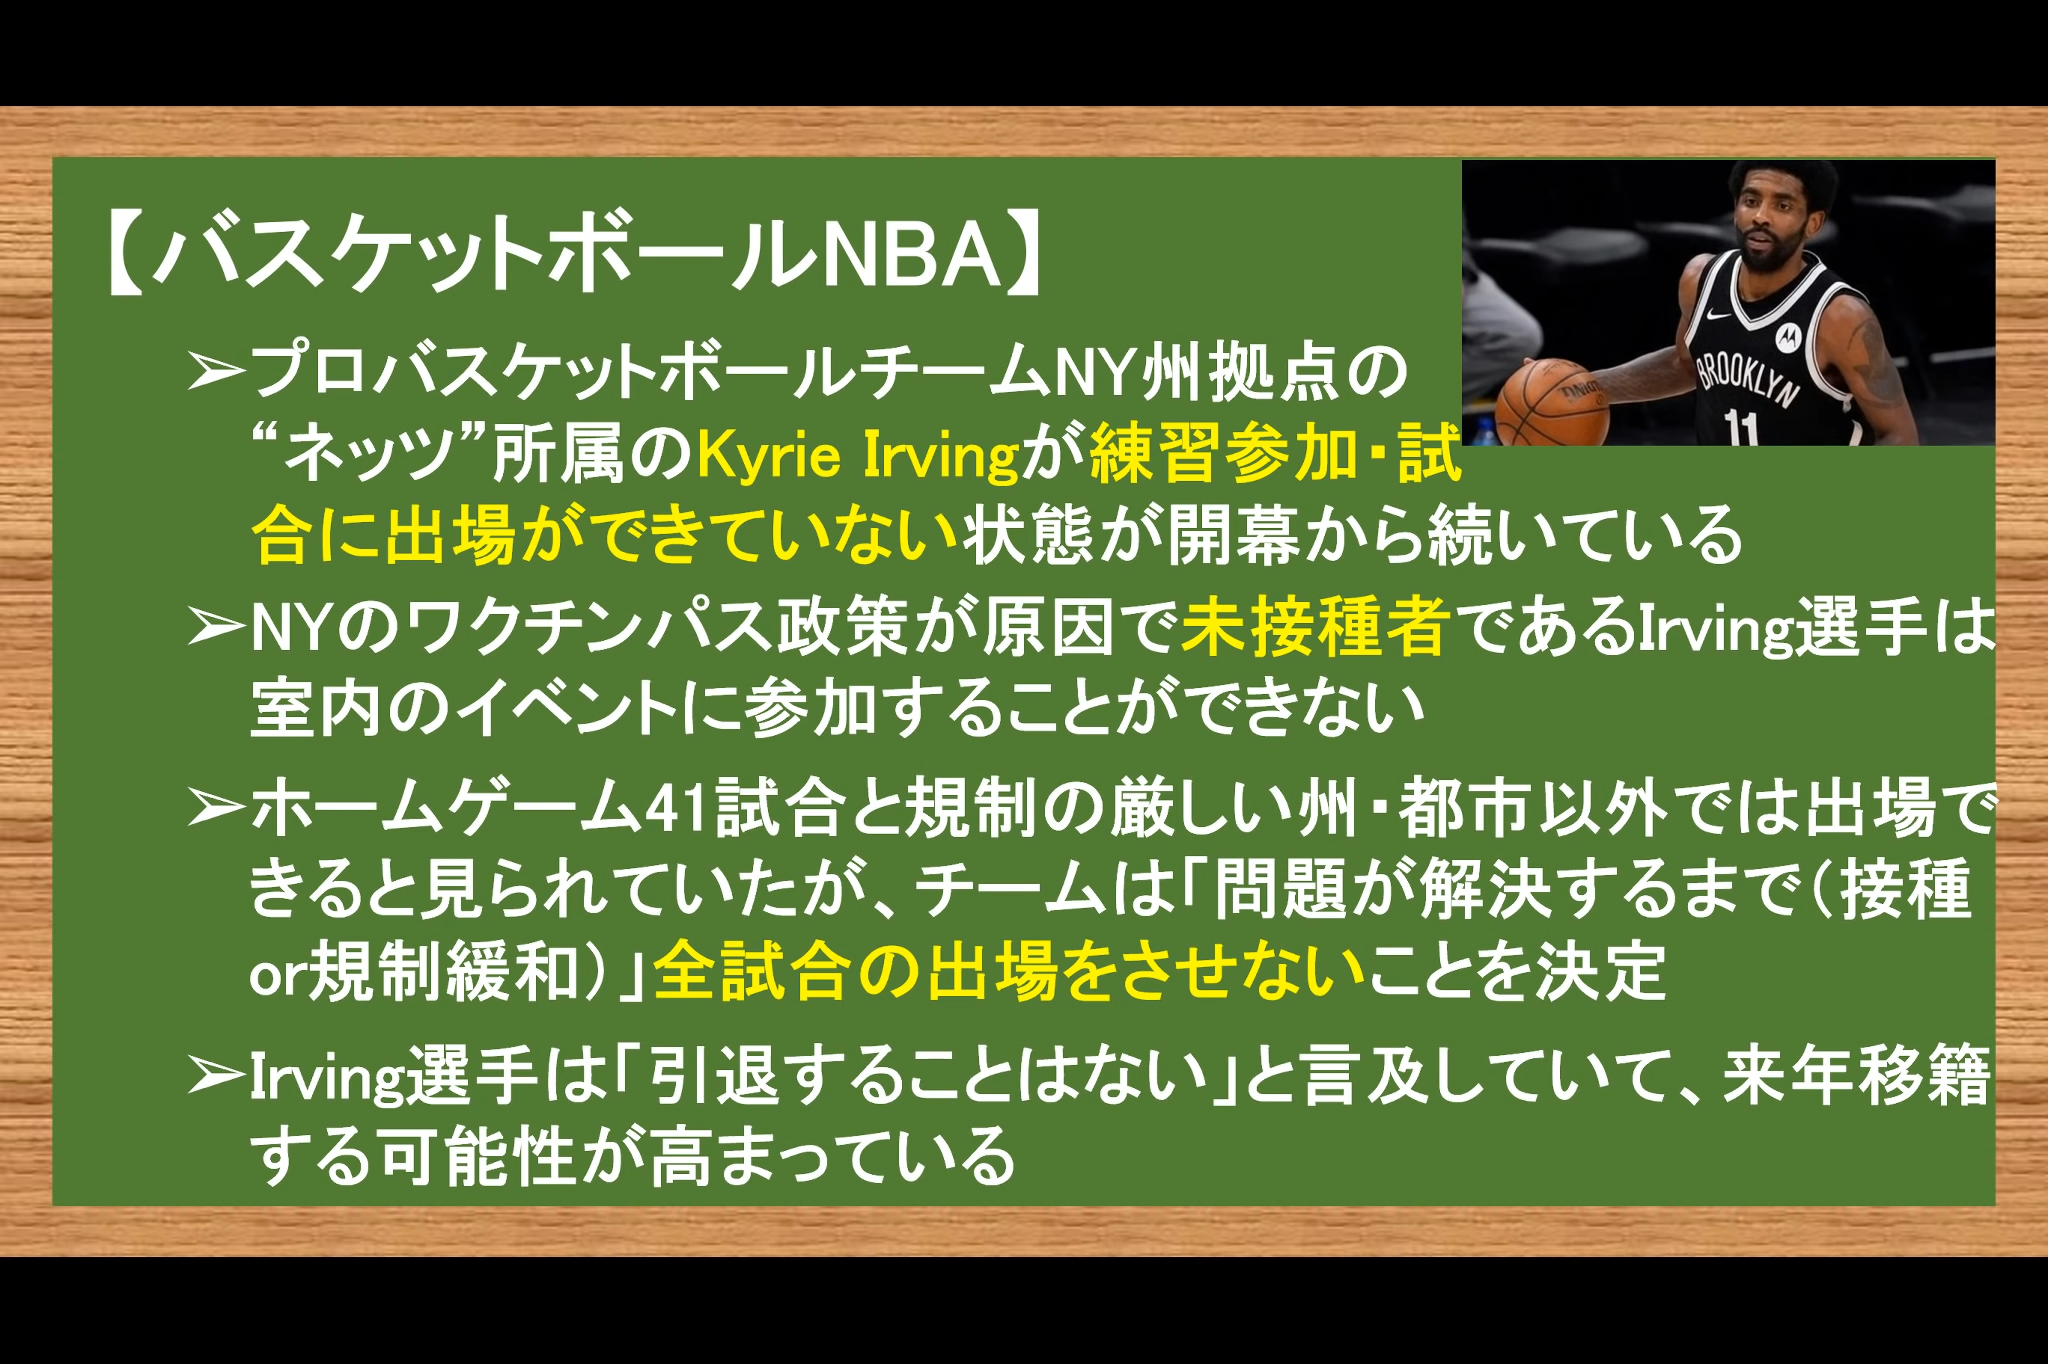 【バスケットボールNBA】
➢プロバスケットボールチームNY州拠点の
“ネッツ”所属のKyrie Irvingが練習参加・試
合に出場ができていない状態が開幕から続いている
➢NYのワクチンパス政策が原因で未接種者であるIrving選手は
室内のイベントに参加することができない
➢ホームゲーム41試合と規制の厳しい州・都市以外では出場で
きると見られていたが、チームは「問題が解決するまで（接種
or規制緩和）」全試合の出場をさせないことを決定
➢Irving選手は「引退することはない」と言及していて、来年移籍
する可能性が高まっている
BROOKLYN
11